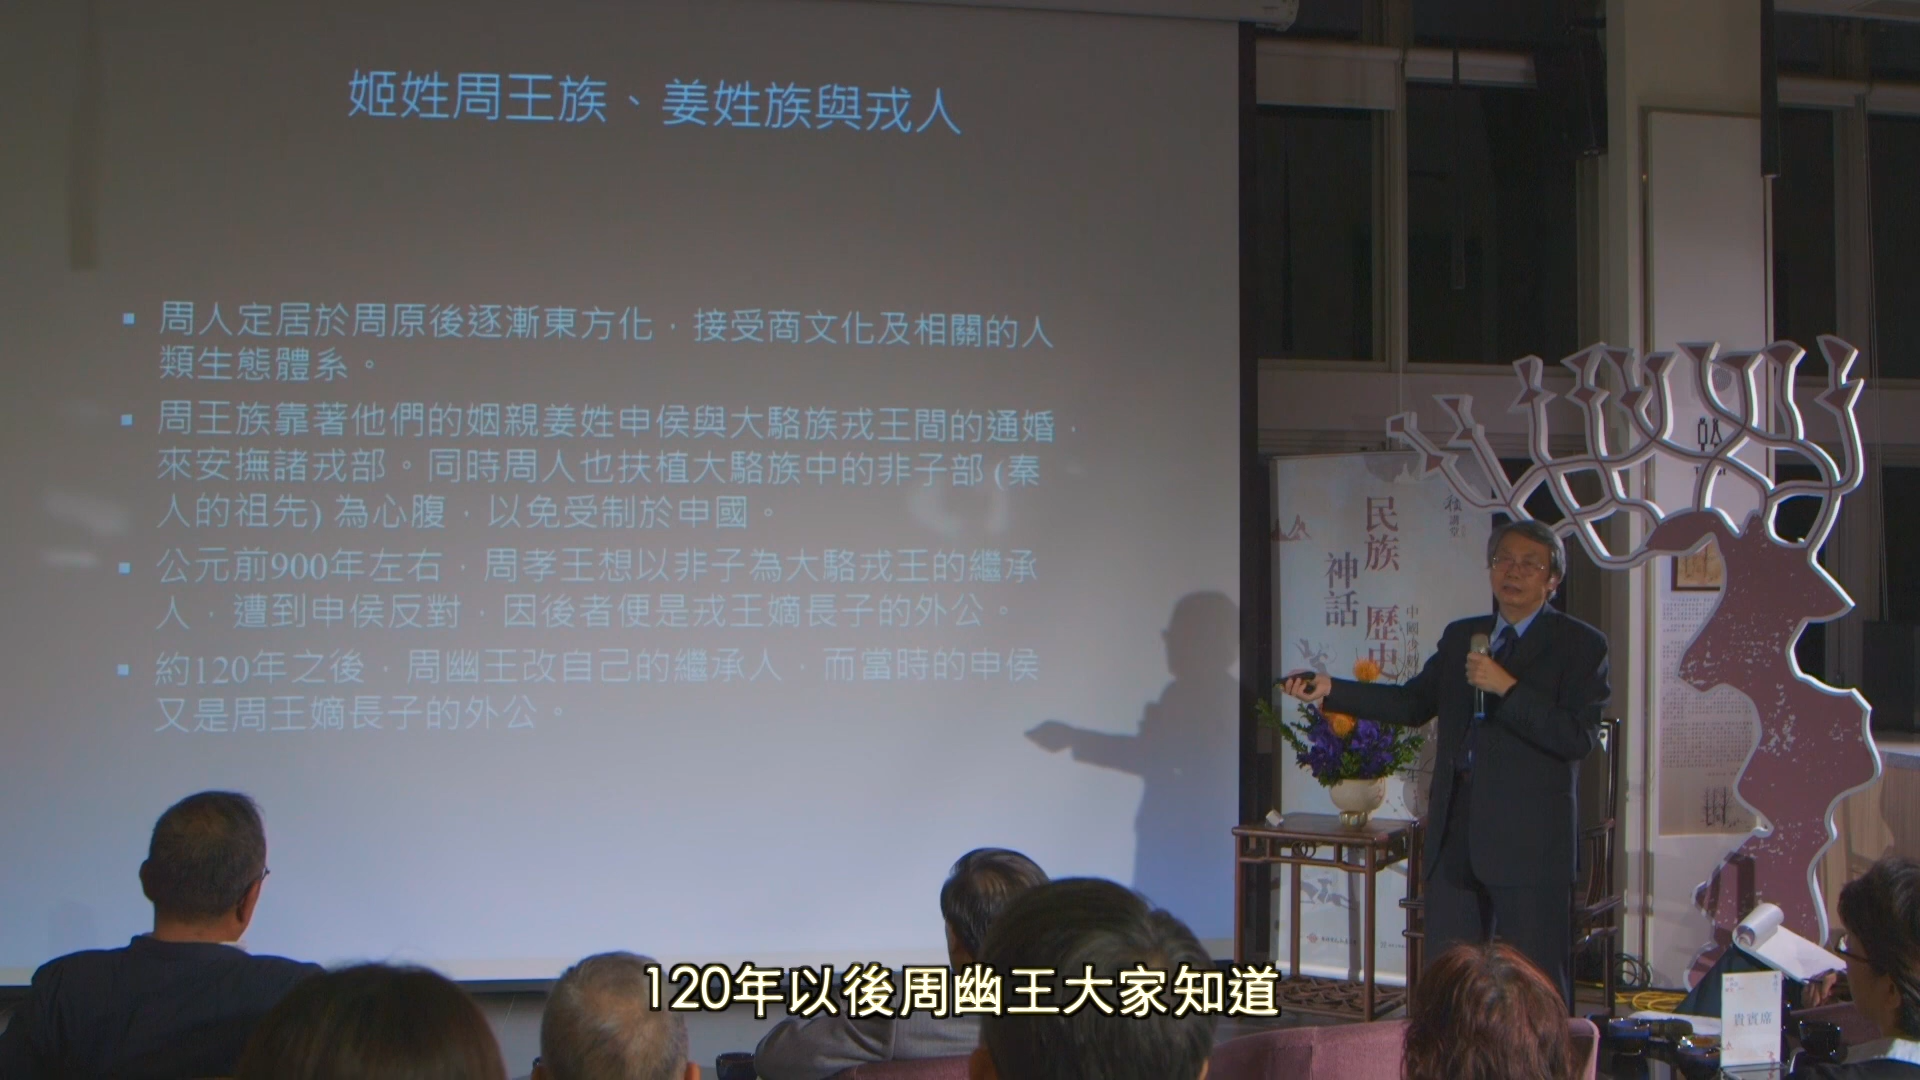 姬姓周王族、姜姓族與戎人
▪ 周人定居於周原後逐漸東方化，接受商文化及相關的人
類生態體系。
▪ 周王族靠著他們的姻親姜姓申侯與大駱族戎王間的通婚，
來安撫諸戎部。同時周人也扶植大駱族中的非子部 (秦
人的祖先) 為心腹，以免受制於申國。
▪ 公元前900年左右，周孝王想以非子為大駱戎王的繼承
人，遭到申侯反對，因後者便是戎王嫡長子的外公。
▪ 約120年之後，周幽王改自己的繼承人，而當時的申侯
又是周王嫡長子的外公。
講堂
民族
神話
歷史
中國少數
貴賓席
120年以後周幽王大家知道